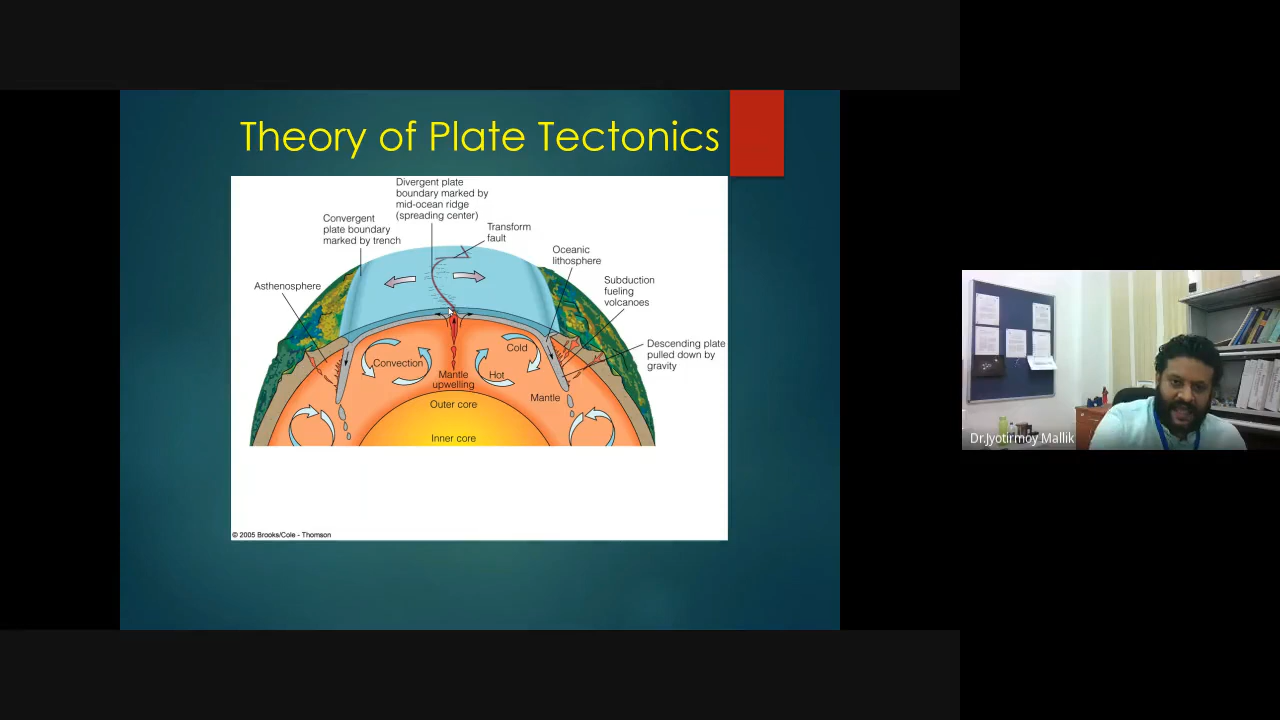 Theory of Plate Tectonics
Divergent plate
boundary marked by
mid-ocean ridge
(spreading center)
Convergent
plate boundary
marked by trench
Transform
fault
Oceanic
lithosphere
Subduction
fueling
volcanoes
Asthenosphere
Descending plate
pulled down by
gravity
Convection
Cold
Mantle
upwelling
Hot
Mantle
Outer core
Inner core
© 2005 Brooks/Cole - Thomson
Dr.Jyotirmoy Mallik